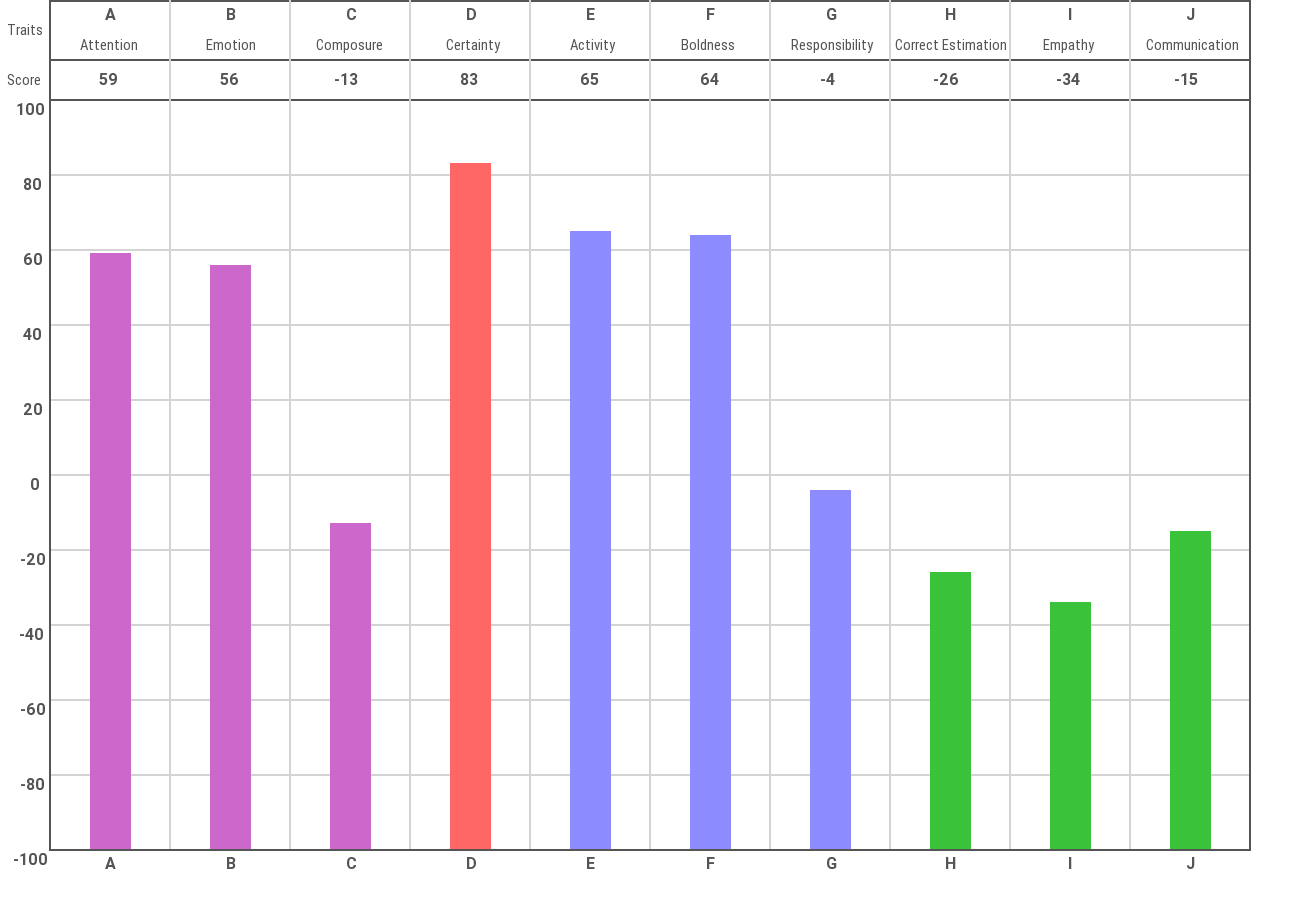 A B C D E F G H I J
Traits
Attention Emotion Composure Certainty Activity Boldness Responsibility Correct Estimation Empathy Communication
Score 59 56 -13 83 65 64 -4 -26 -34 -15
100
80
60
40
20
0
-20
-40
-60
-80
-100
A B C D E F G H I J